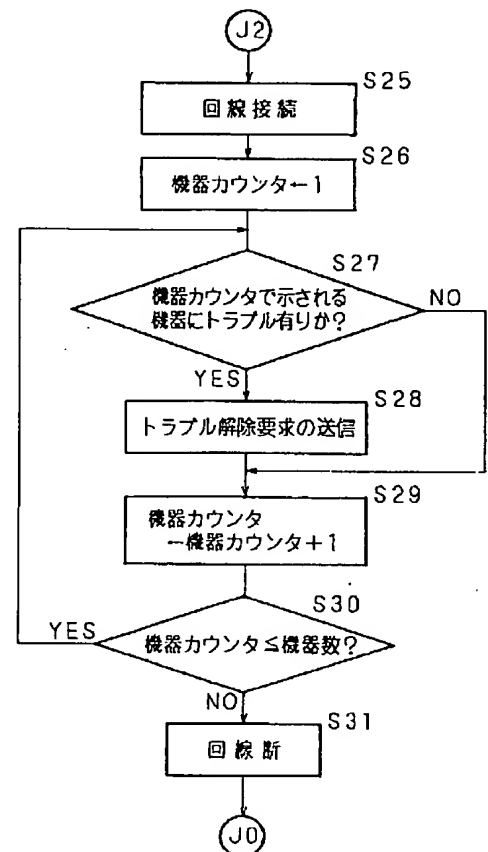 J2
S25
回線接続
S26
機器カウンタ←1
S27
機器カウンタで示される
機器にトラブル有りか?
NO
YES
S28
トラブル解除要求の送信
S29
機器カウンタ
←機器カウンタ+1
S30
YES
機器カウンタ≦機器数?
NO
S31
回線断
J0